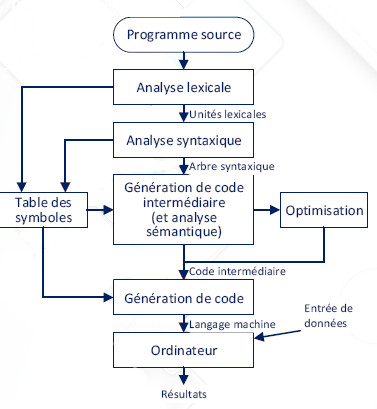 Programme source
Analyse lexicale
Unités lexicales
Analyse syntaxique
Arbre syntaxique
Table des
symboles
Génération de code
intermédiaire
(et analyse
sémantique)
Optimisation
Code intermédiaire
Génération de code
Langage machine
Entrée de
données
Ordinateur
Résultats